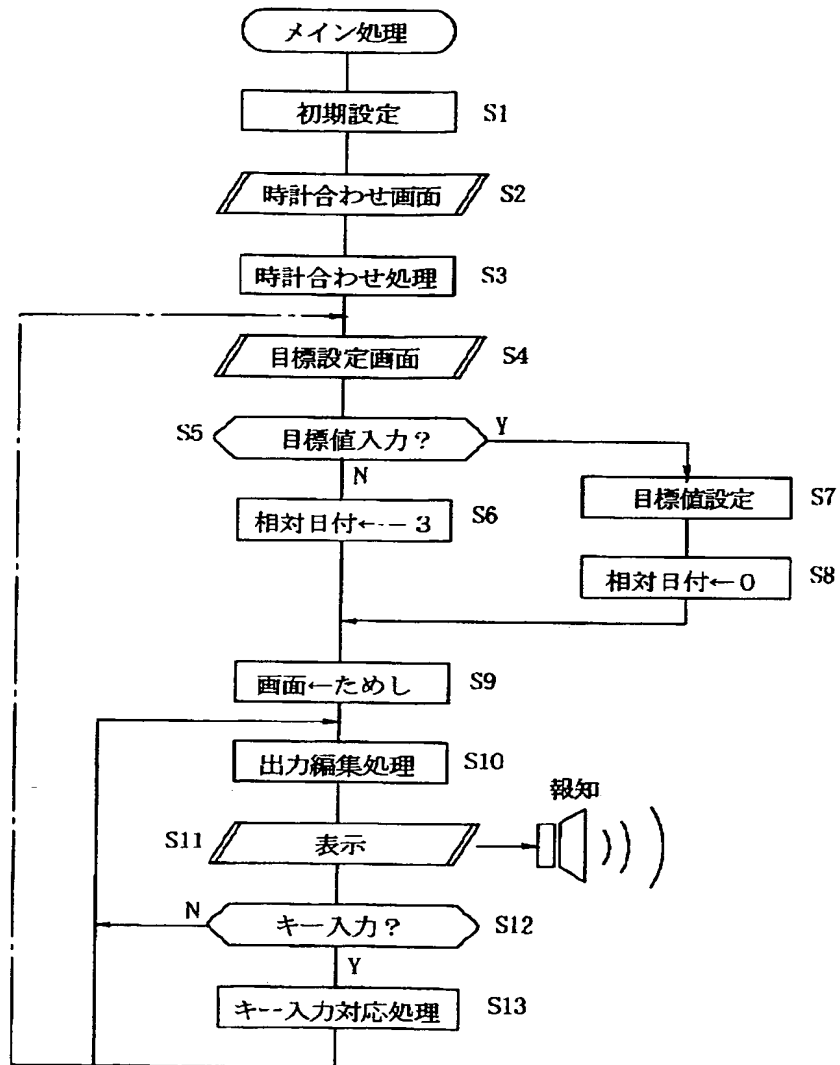 メイン処理
初期設定 S1
時計合わせ画面 S2
時計合わせ処理 S3
目標設定画面 S4
S5 目標値入力? Y
N
目標値設定 S7
相対日付←-3 S6
相対日付←0 S8
画面←ためし S9
出力編集処理 S10
報知
S11 表示
N キー入力? S12
Y
キー入力対応処理 S13